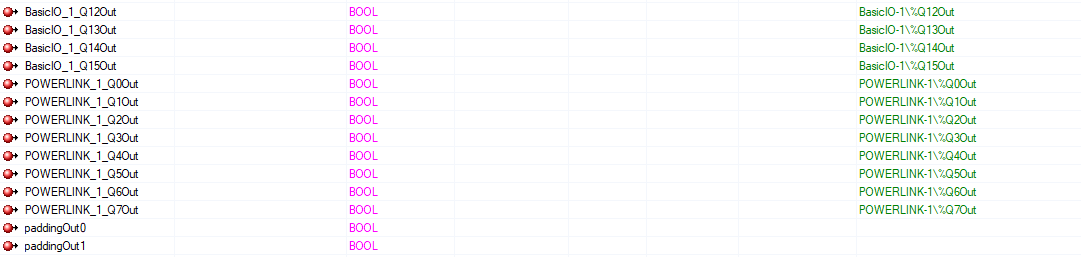 BasicIO_1_Q12Out BOOL BasicIO-1\%Q12Out
BasicIO_1_Q13Out BOOL BasicIO-1\%Q13Out
BasicIO_1_Q14Out BOOL BasicIO-1\%Q14Out
BasicIO_1_Q15Out BOOL BasicIO-1\%Q15Out
POWERLINK_1_Q0Out BOOL POWERLINK-1\%Q0Out
POWERLINK_1_Q1Out BOOL POWERLINK-1\%Q1Out
POWERLINK_1_Q2Out BOOL POWERLINK-1\%Q2Out
POWERLINK_1_Q3Out BOOL POWERLINK-1\%Q3Out
POWERLINK_1_Q4Out BOOL POWERLINK-1\%Q4Out
POWERLINK_1_Q5Out BOOL POWERLINK-1\%Q5Out
POWERLINK_1_Q6Out BOOL POWERLINK-1\%Q6Out
POWERLINK_1_Q7Out BOOL POWERLINK-1\%Q7Out
paddingOut0 BOOL
paddingOut1 BOOL